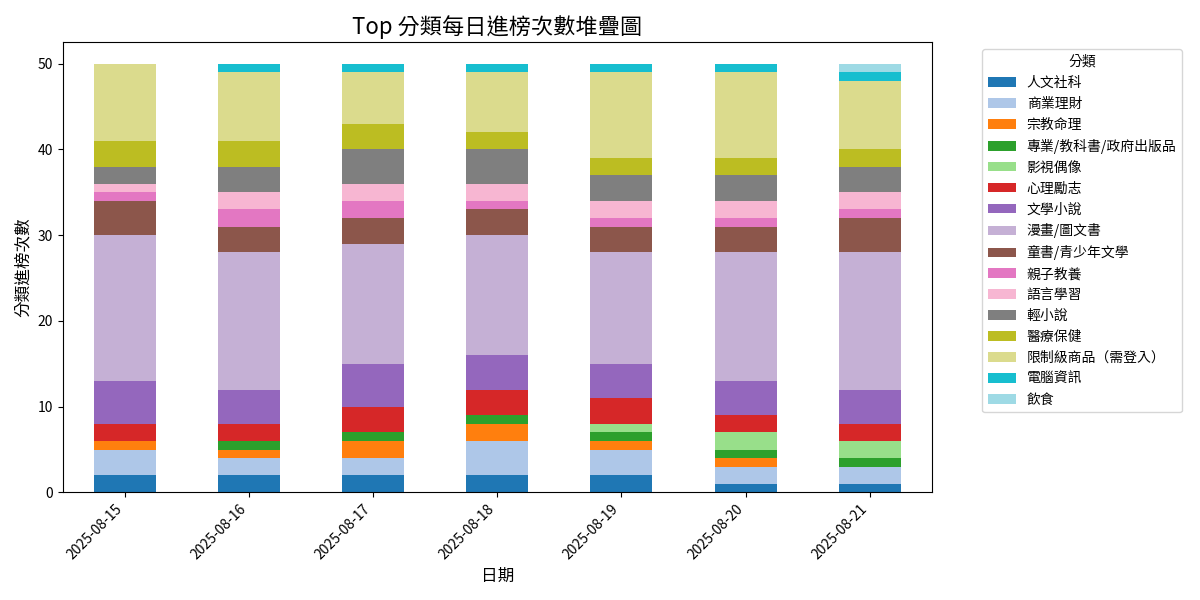 Top 分類每日進榜次數堆疊圖
分類進榜次數
50
40
30
20
10
0
2025-08-15
2025-08-16
2025-08-17
2025-08-18
2025-08-19
2025-08-20
2025-08-21
日期
分類
人文社科
商業理財
宗教命理
專業/教科書/政府出版品
影視偶像
心理勵志
文學小說
漫畫/圖文書
童書/青少年文學
親子教養
語言學習
輕小說
醫療保健
限制級商品（需登入）
電腦資訊
飲食